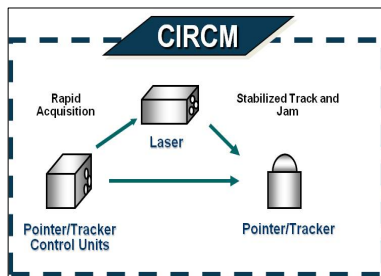 CIRCM
Rapid
Acquisition
Stabilized Track and
Jam
Laser
Pointer/Tracker
Control Units
Pointer/Tracker